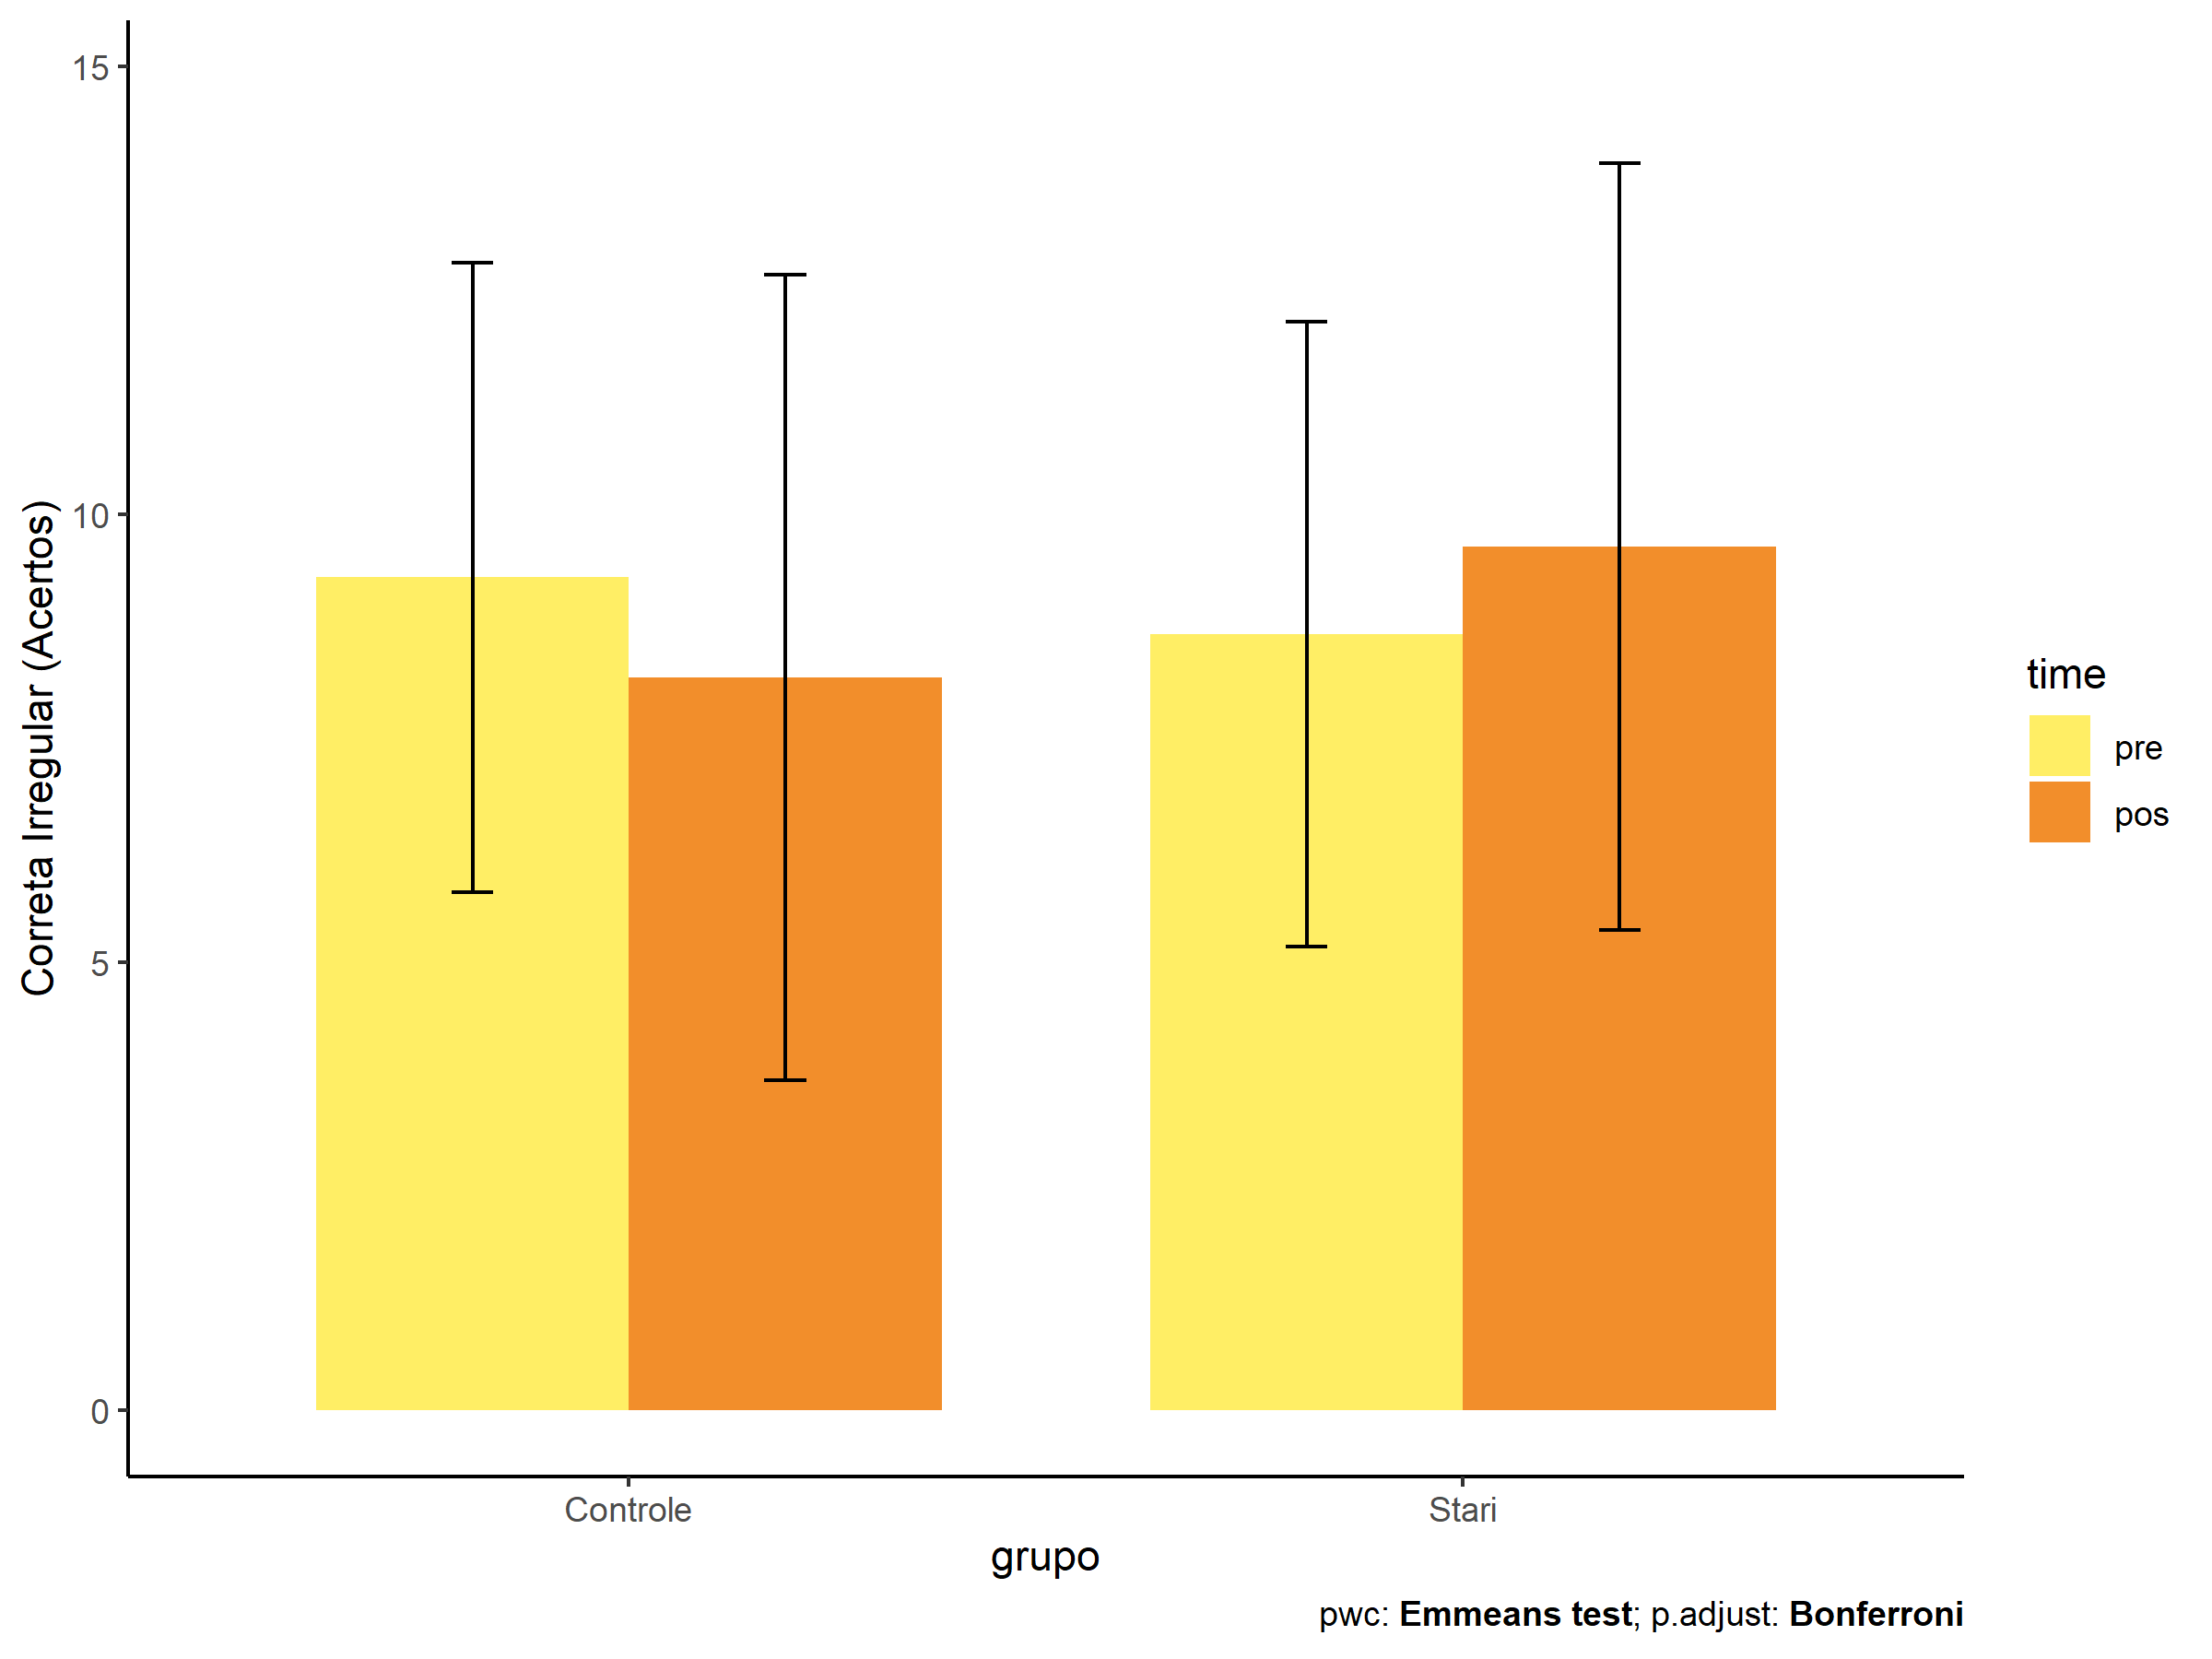 Correta Irregular (Acertos)
15
10
5
0
Controle
Stari
grupo
time
pre
pos
pwc: Emmeans test; p.adjust: Bonferroni